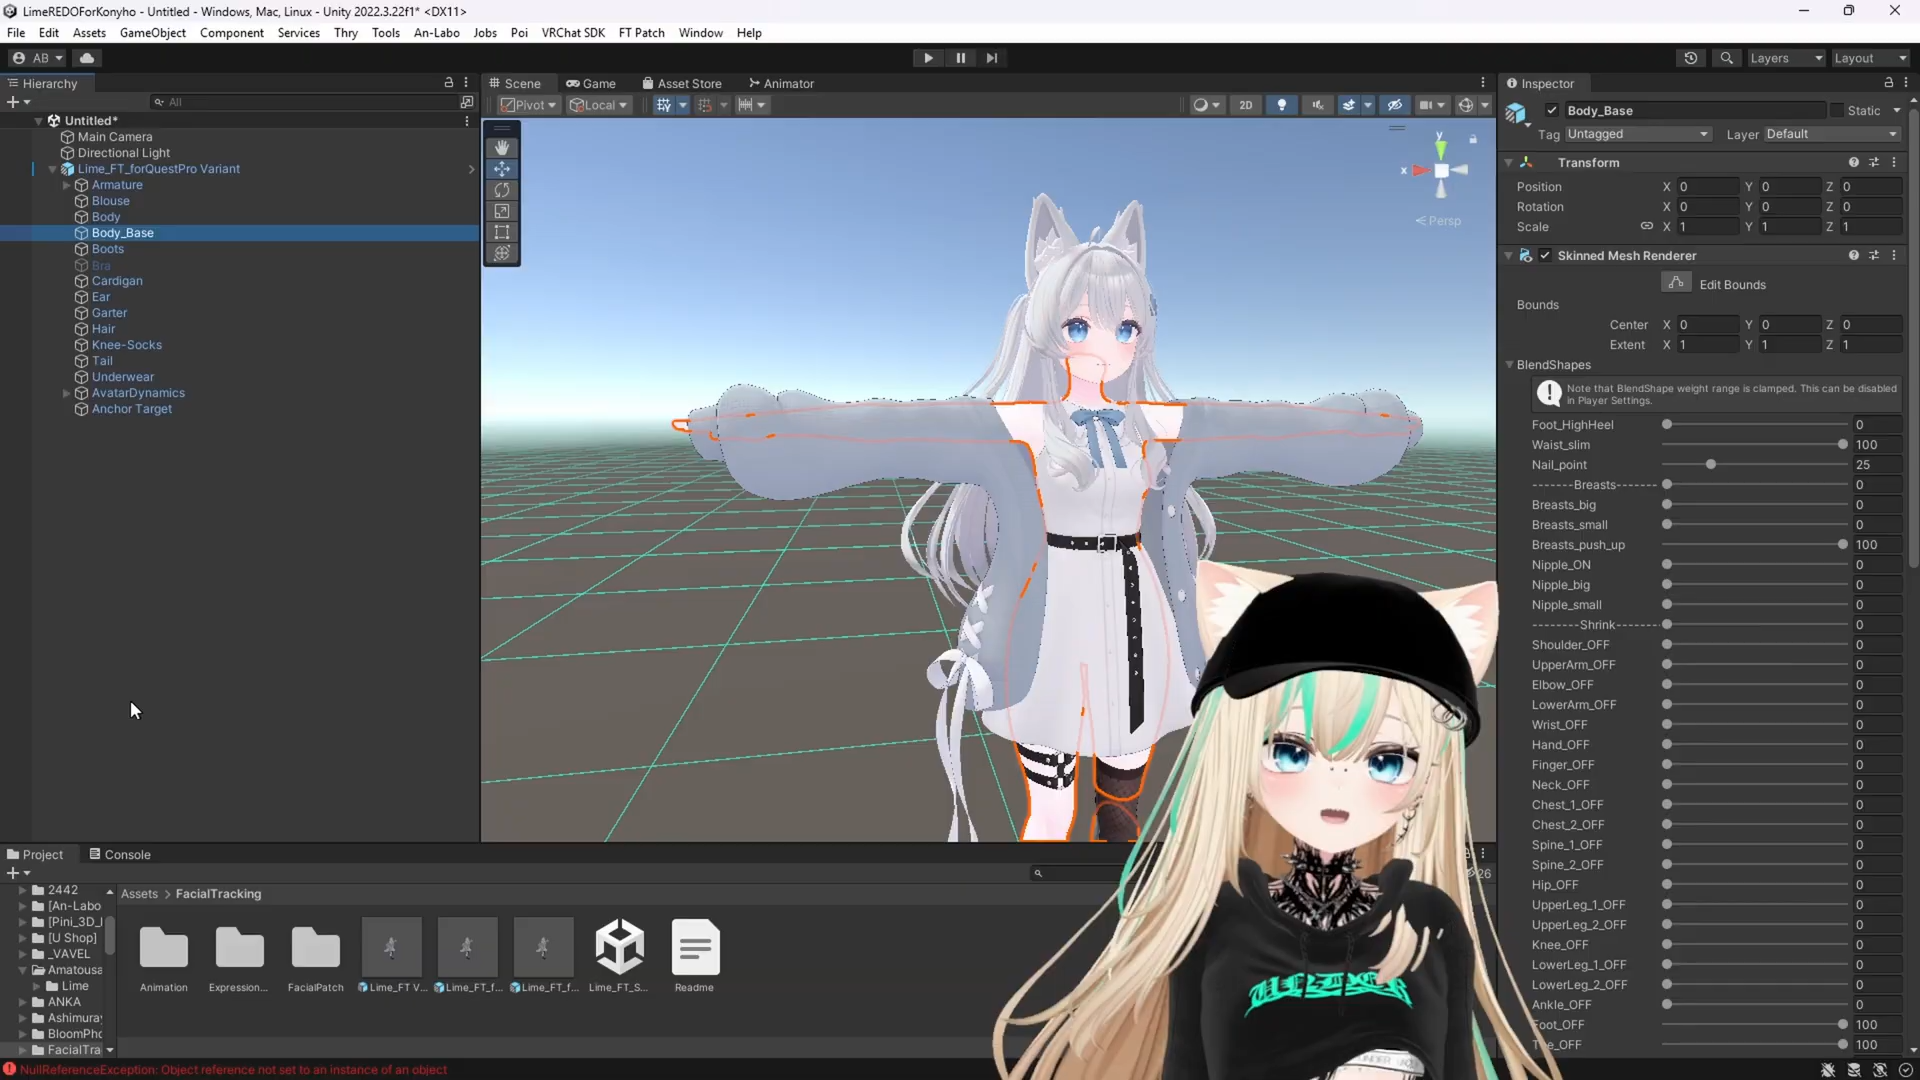 LimeREDOForKonyho - Untitled - Windows, Mac, Linux - Unity 2022.3.22f1* <DX11>
File Edit Assets GameObject Component Services Thry Tools An-Labo Jobs Poi VRChat SDK FT Patch Window Help
AB
Layers
Layout
Hierarchy
All
Untitled*
Main Camera
Directional Light
Lime_FT_forQuestPro Variant
Armature
Blouse
Body
Body_Base
Boots
Bra
Cardigan
Ear
Garter
Hair
Knee-Socks
Tail
Underwear
AvatarDynamics
Anchor Target
Scene
Game
Asset Store
Animator
Pivot
Local
2D
y
x
Persp
Inspector
Body_Base
Static
Tag Untagged
Layer Default
Transform
Position X 0 Y 0 Z 0
Rotation X 0 Y 0 Z 0
Scale X 1 Y 1 Z 1
Skinned Mesh Renderer
Edit Bounds
Bounds
Center X 0 Y 0 Z 0
Extent X 1 Y 1 Z 1
BlendShapes
Note that BlendShape weight range is clamped. This can be disabled
in Player Settings.
Foot_HighHeel 0
Waist_slim 100
Nail_point 25
-------Breasts------- 0
Breasts_big 0
Breasts_small 0
Breasts_push_up 100
Nipple_ON 0
Nipple_big 0
Nipple_small 0
--------Shrink------- 0
Shoulder_OFF 0
UpperArm_OFF 0
Elbow_OFF 0
LowerArm_OFF 0
Wrist_OFF 0
Hand_OFF 0
Finger_OFF 0
Neck_OFF 0
Chest_1_OFF 0
Chest_2_OFF 0
Spine_1_OFF 0
Spine_2_OFF 0
Hip_OFF 0
UpperLeg_1_OFF 0
UpperLeg_2_OFF 0
Knee_OFF 0
LowerLeg_1_OFF 0
LowerLeg_2_OFF 0
Ankle_OFF 0
Foot_OFF 100
_OFF 100
Project
Console
26
2442
[An-Labo
[Pini_3D_
[U Shop]
_VAVEL
Amatousa
Lime
ANKA
Ashimuray
BloomPho
FacialTra
Assets > FacialTracking
Animation
Expression...
FacialPatch
Lime_FT V...
Lime_FT_f...
Lime_FT_f...
Lime_FT_S...
Readme
NullReferenceException: Object reference not set to an instance of an object